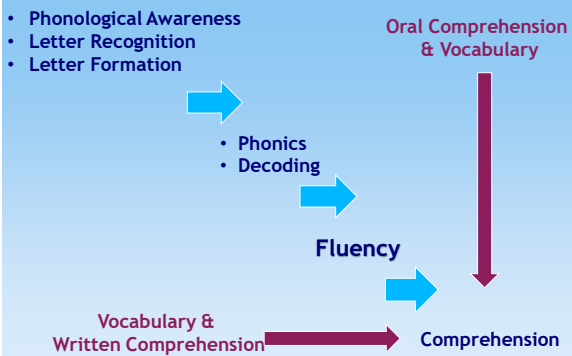 • Phonological Awareness
• Letter Recognition
• Letter Formation
Oral Comprehension
& Vocabulary
• Phonics
• Decoding
Fluency
Vocabulary &
Written Comprehension
Comprehension